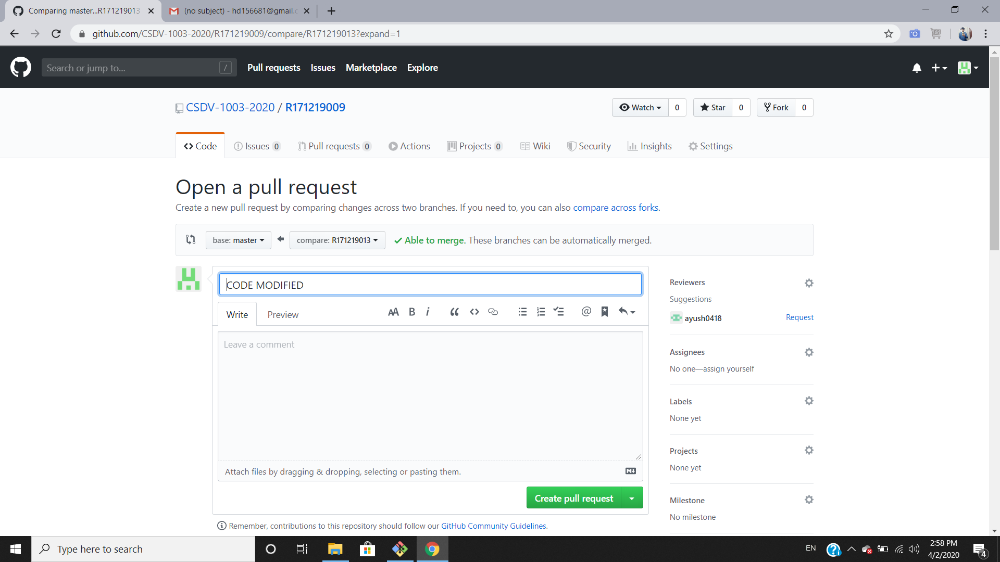 Comparing master...R171219013
(no subject) - hd156681@gmail.c
github.com/CSDV-1003-2020/R171219009/compare/R171219013?expand=1
Search or jump to...
/
Pull requests
Issues
Marketplace
Explore
CSDV-1003-2020 / R171219009
Watch 0
Star 0
Fork 0
Code
Issues 0
Pull requests 0
Actions
Projects 0
Wiki
Security
Insights
Settings
Open a pull request
Create a new pull request by comparing changes across two branches. If you need to, you can also compare across forks.
base: master
compare: R171219013
Able to merge. These branches can be automatically merged.
CODE MODIFIED
Write
Preview
AA B i
@
Leave a comment
Attach files by dragging & dropping, selecting or pasting them.
M
Create pull request
Remember, contributions to this repository should follow our GitHub Community Guidelines.
Reviewers
Suggestions
ayush0418
Request
Assignees
No one—assign yourself
Labels
None yet
Projects
None yet
Milestone
No milestone
Type here to search
EN
2:58 PM
4/2/2020
4